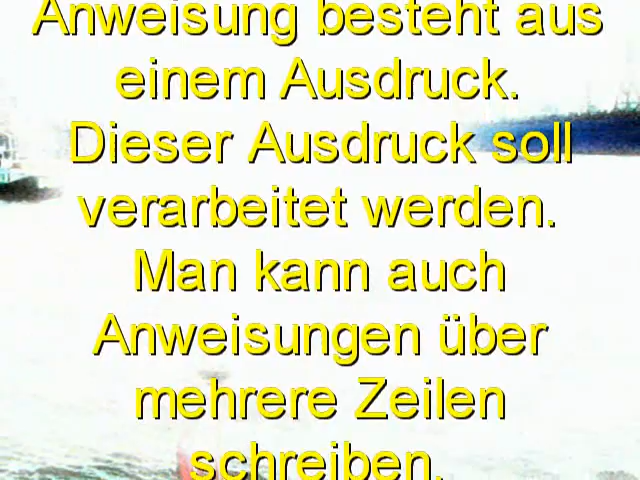 Anweisung besteht aus
einem Ausdruck.
Dieser Ausdruck soll
verarbeitet werden.
Man kann auch
Anweisungen über
mehrere Zeilen
schreiben.